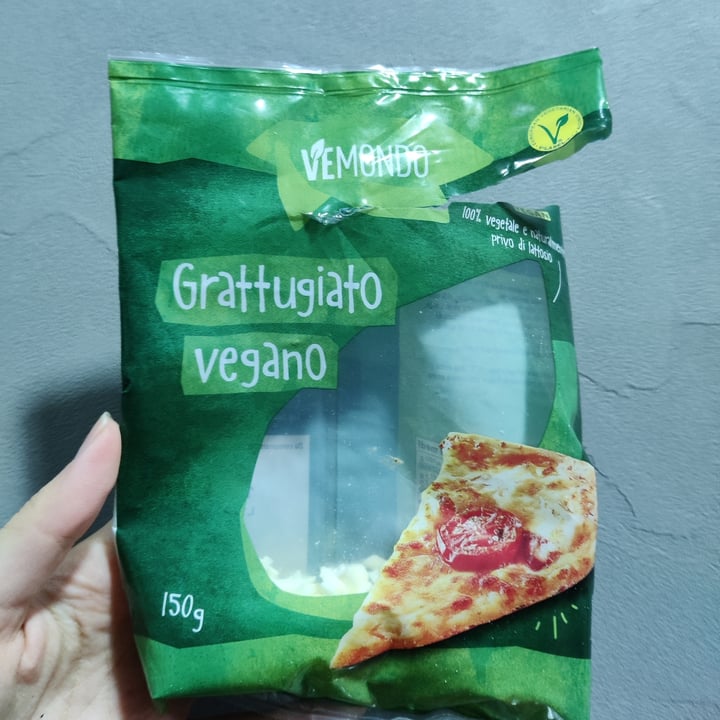 VEMONDO
100% vegetale e naturalmente
privo di lattosio
Grattugiato
vegano
150g